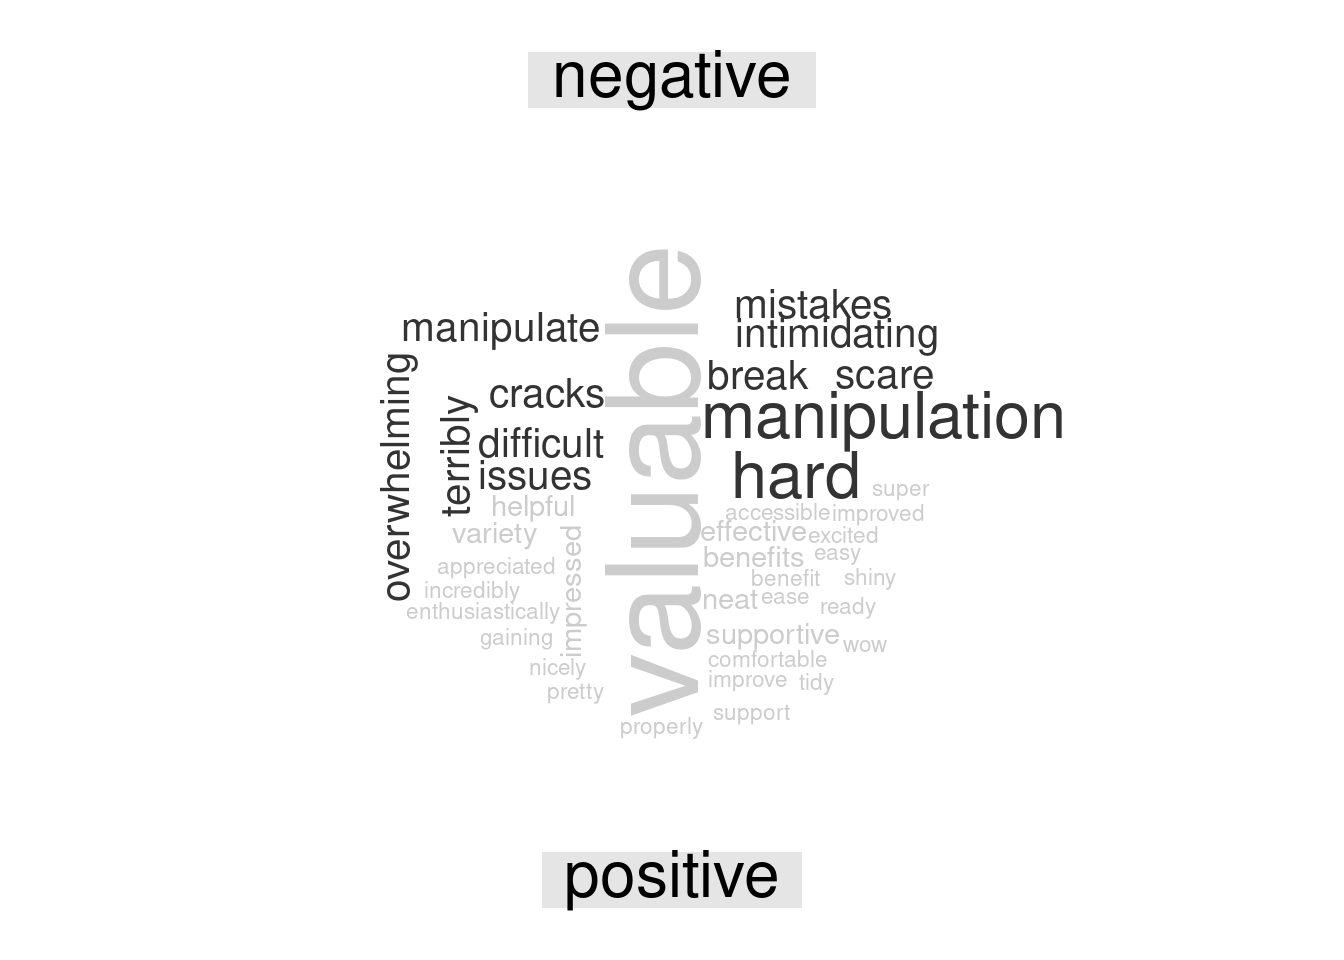 negative
valuable
mistakes
manipulate
intimidating
overwhelming
break
scare
cracks
terribly
manipulation
difficult
hard
issues
super
helpful
accessible
improved
variety
impressed
effective
excited
benefits
easy
appreciated
benefit
shiny
incredibly
neat
ease
enthusiastically
ready
gaining
supportive
wow
nicely
comfortable
pretty
improve
tidy
properly
support
positive